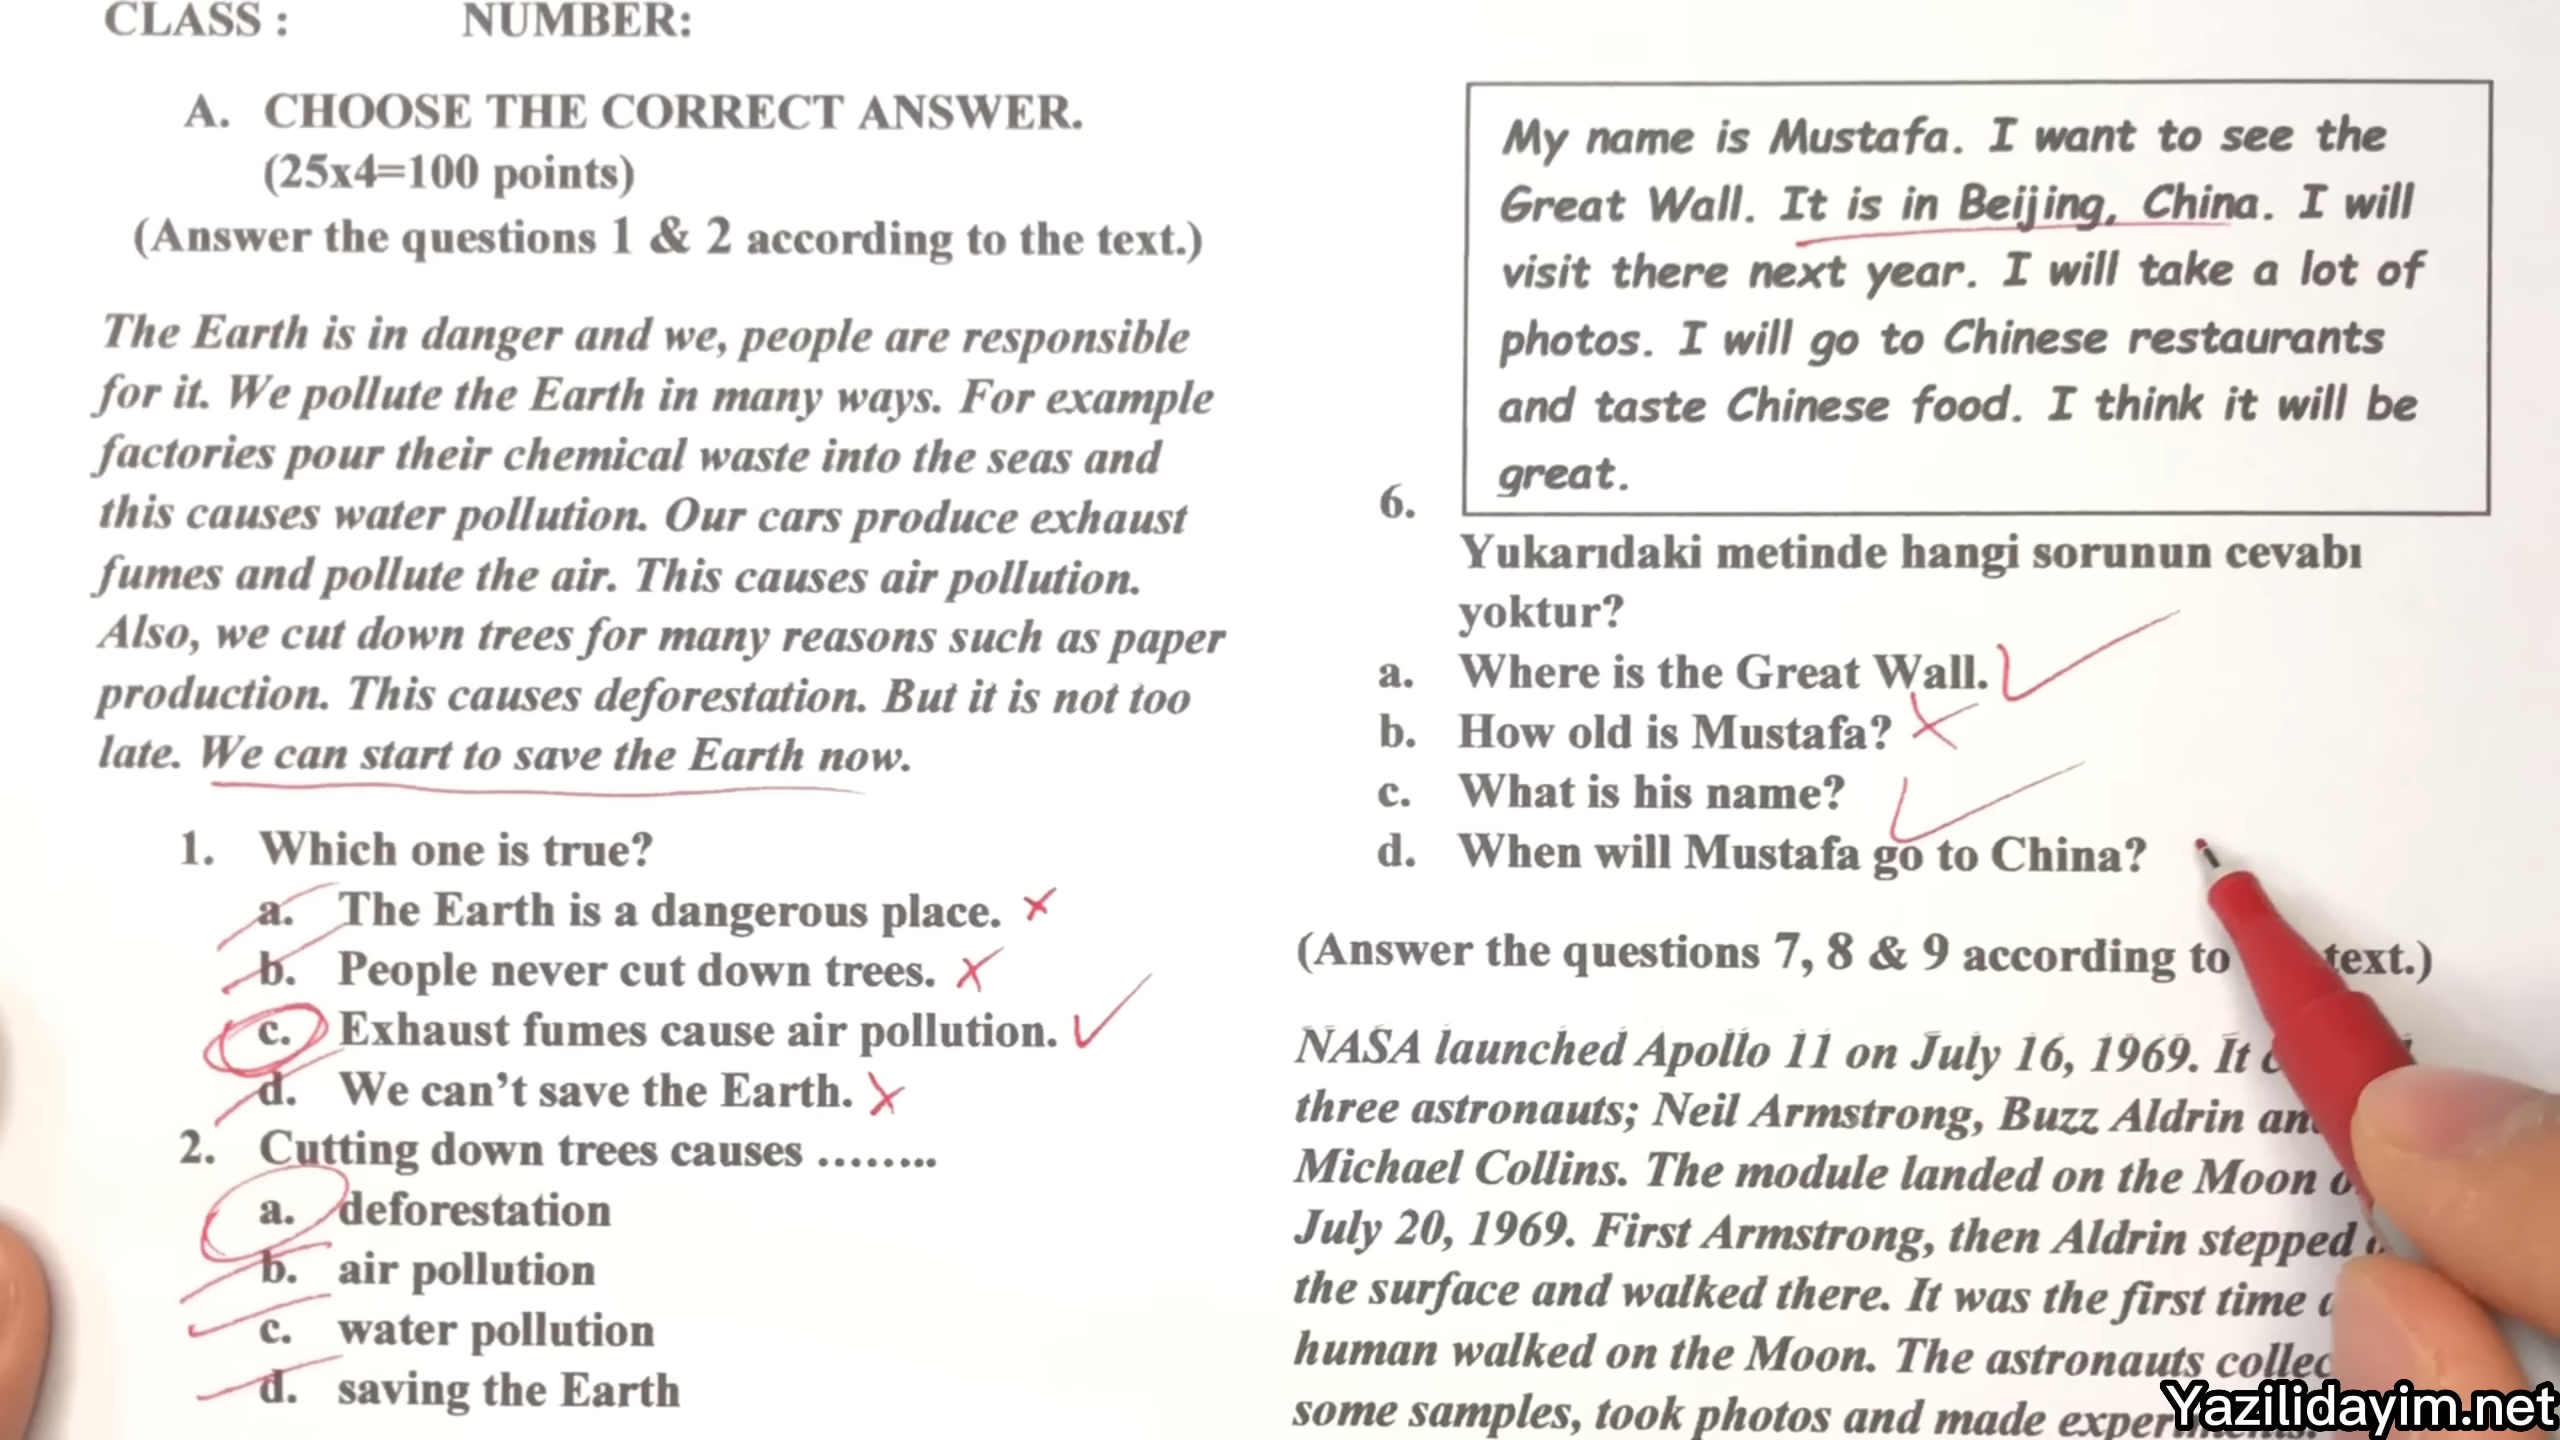 CLASS : NUMBER:
A. CHOOSE THE CORRECT ANSWER.
(25x4=100 points)
(Answer the questions 1 & 2 according to the text.)
The Earth is in danger and we, people are responsible
for it. We pollute the Earth in many ways. For example
factories pour their chemical waste into the seas and
this causes water pollution. Our cars produce exhaust
fumes and pollute the air. This causes air pollution.
Also, we cut down trees for many reasons such as paper
production. This causes deforestation. But it is not too
late. We can start to save the Earth now.
1. Which one is true?
a. The Earth is a dangerous place.
b. People never cut down trees.
c. Exhaust fumes cause air pollution.
d. We can't save the Earth.
2. Cutting down trees causes ........
a. deforestation
b. air pollution
c. water pollution
d. saving the Earth
My name is Mustafa. I want to see the
Great Wall. It is in Beijing, China. I will
visit there next year. I will take a lot of
photos. I will go to Chinese restaurants
and taste Chinese food. I think it will be
great.
6.
Yukarıdaki metinde hangi sorunun cevabı
yoktur?
a. Where is the Great Wall.
b. How old is Mustafa?
c. What is his name?
d. When will Mustafa go to China?
(Answer the questions 7, 8 & 9 according to text.)
NASA launched Apollo 11 on July 16, 1969. It
three astronauts; Neil Armstrong, Buzz Aldrin
Michael Collins. The module landed on the Moon
July 20, 1969. First Armstrong, then Aldrin stepped
the surface and walked there. It was the first time
human walked on the Moon. The astronauts
some samples, took photos and made
Yazilidayim.net